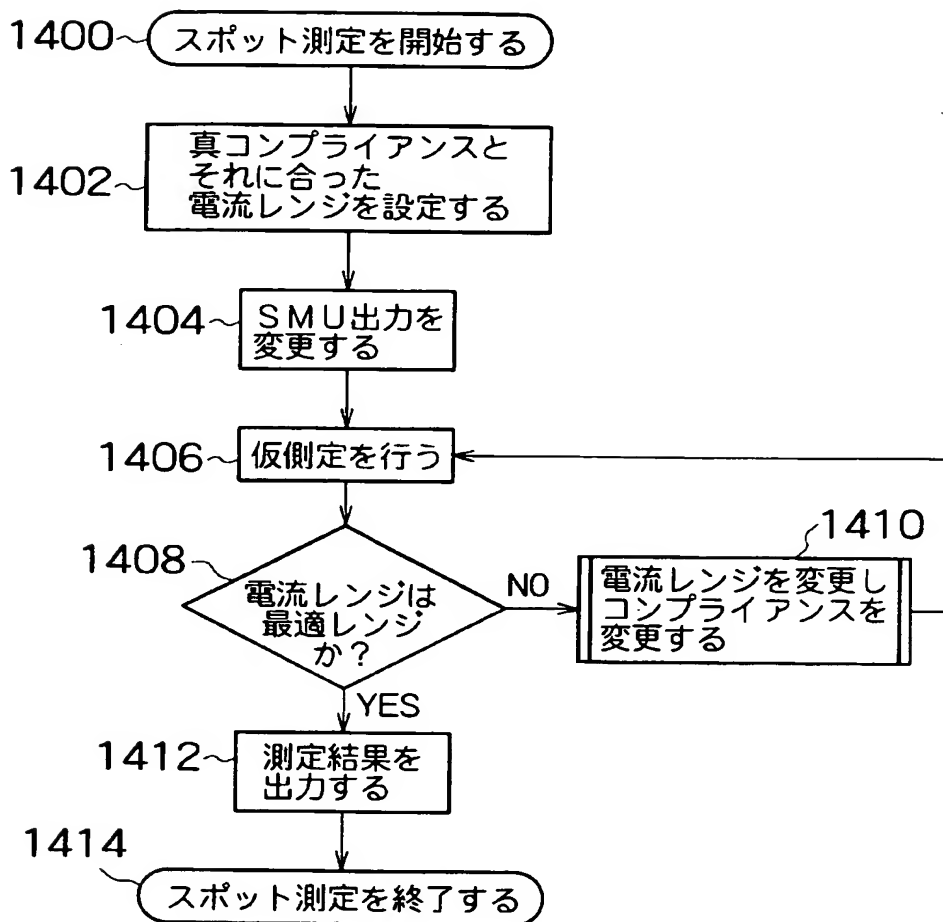 1400
スポット測定を開始する
1402
真コンプライアンスと
それに合った
電流レンジを設定する
1404
SMU出力を
変更する
1406
仮側定を行う
1408
電流レンジは
最適レンジ
か?
NO
1410
電流レンジを変更し
コンプライアンスを
変更する
YES
1412
測定結果を
出力する
1414
スポット測定を終了する